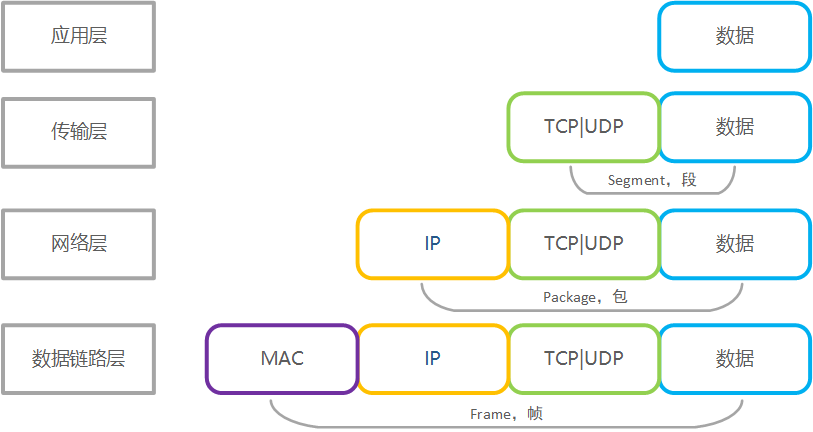 应用层
数据
传输层
TCP|UDP
数据
Segment，段
网络层
IP
TCP|UDP
数据
Package，包
数据链路层
MAC
IP
TCP|UDP
数据
Frame，帧